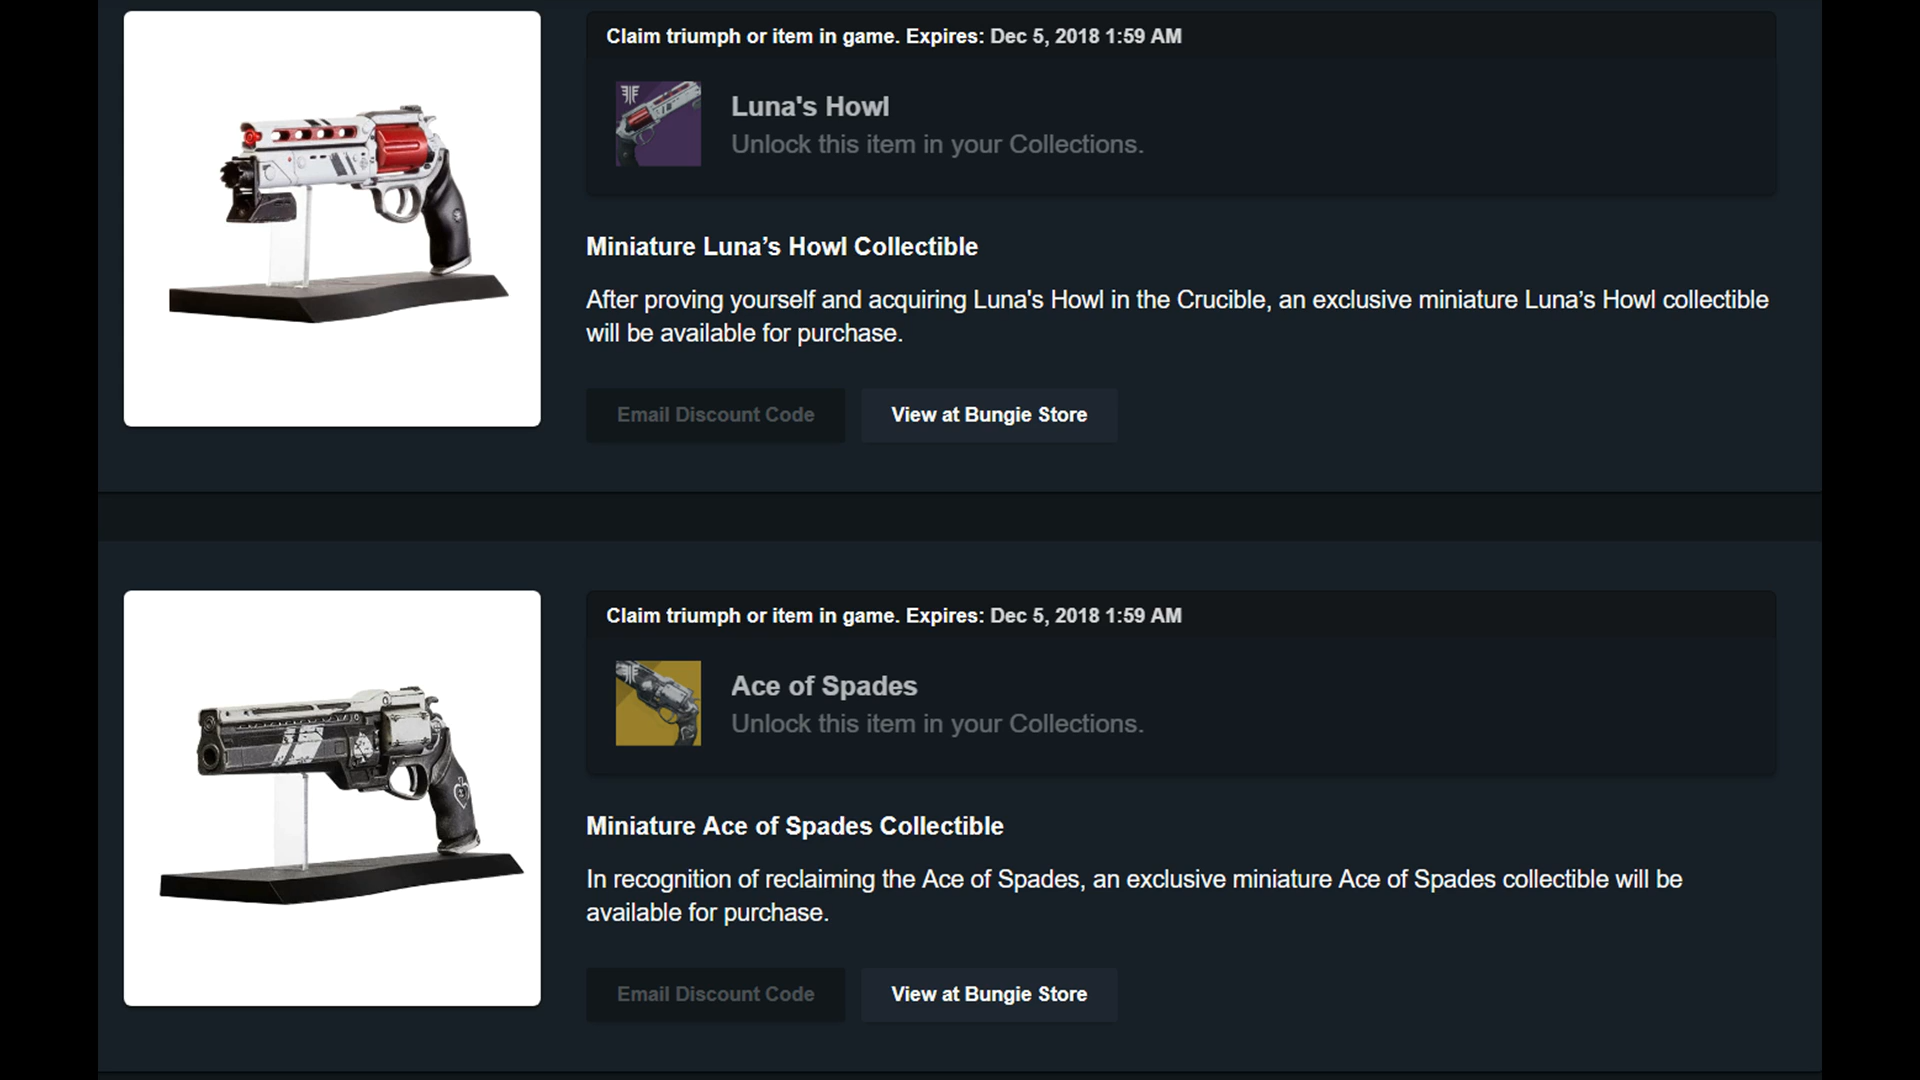 Claim triumph or item in game. Expires: Dec 5, 2018 1:59 AM
Luna's Howl
Unlock this item in your Collections.
Miniature Luna’s Howl Collectible
After proving yourself and acquiring Luna's Howl in the Crucible, an exclusive miniature Luna’s Howl collectible
will be available for purchase.
Email Discount Code
View at Bungie Store
Claim triumph or item in game. Expires: Dec 5, 2018 1:59 AM
Ace of Spades
Unlock this item in your Collections.
Miniature Ace of Spades Collectible
In recognition of reclaiming the Ace of Spades, an exclusive miniature Ace of Spades collectible will be
available for purchase.
Email Discount Code
View at Bungie Store